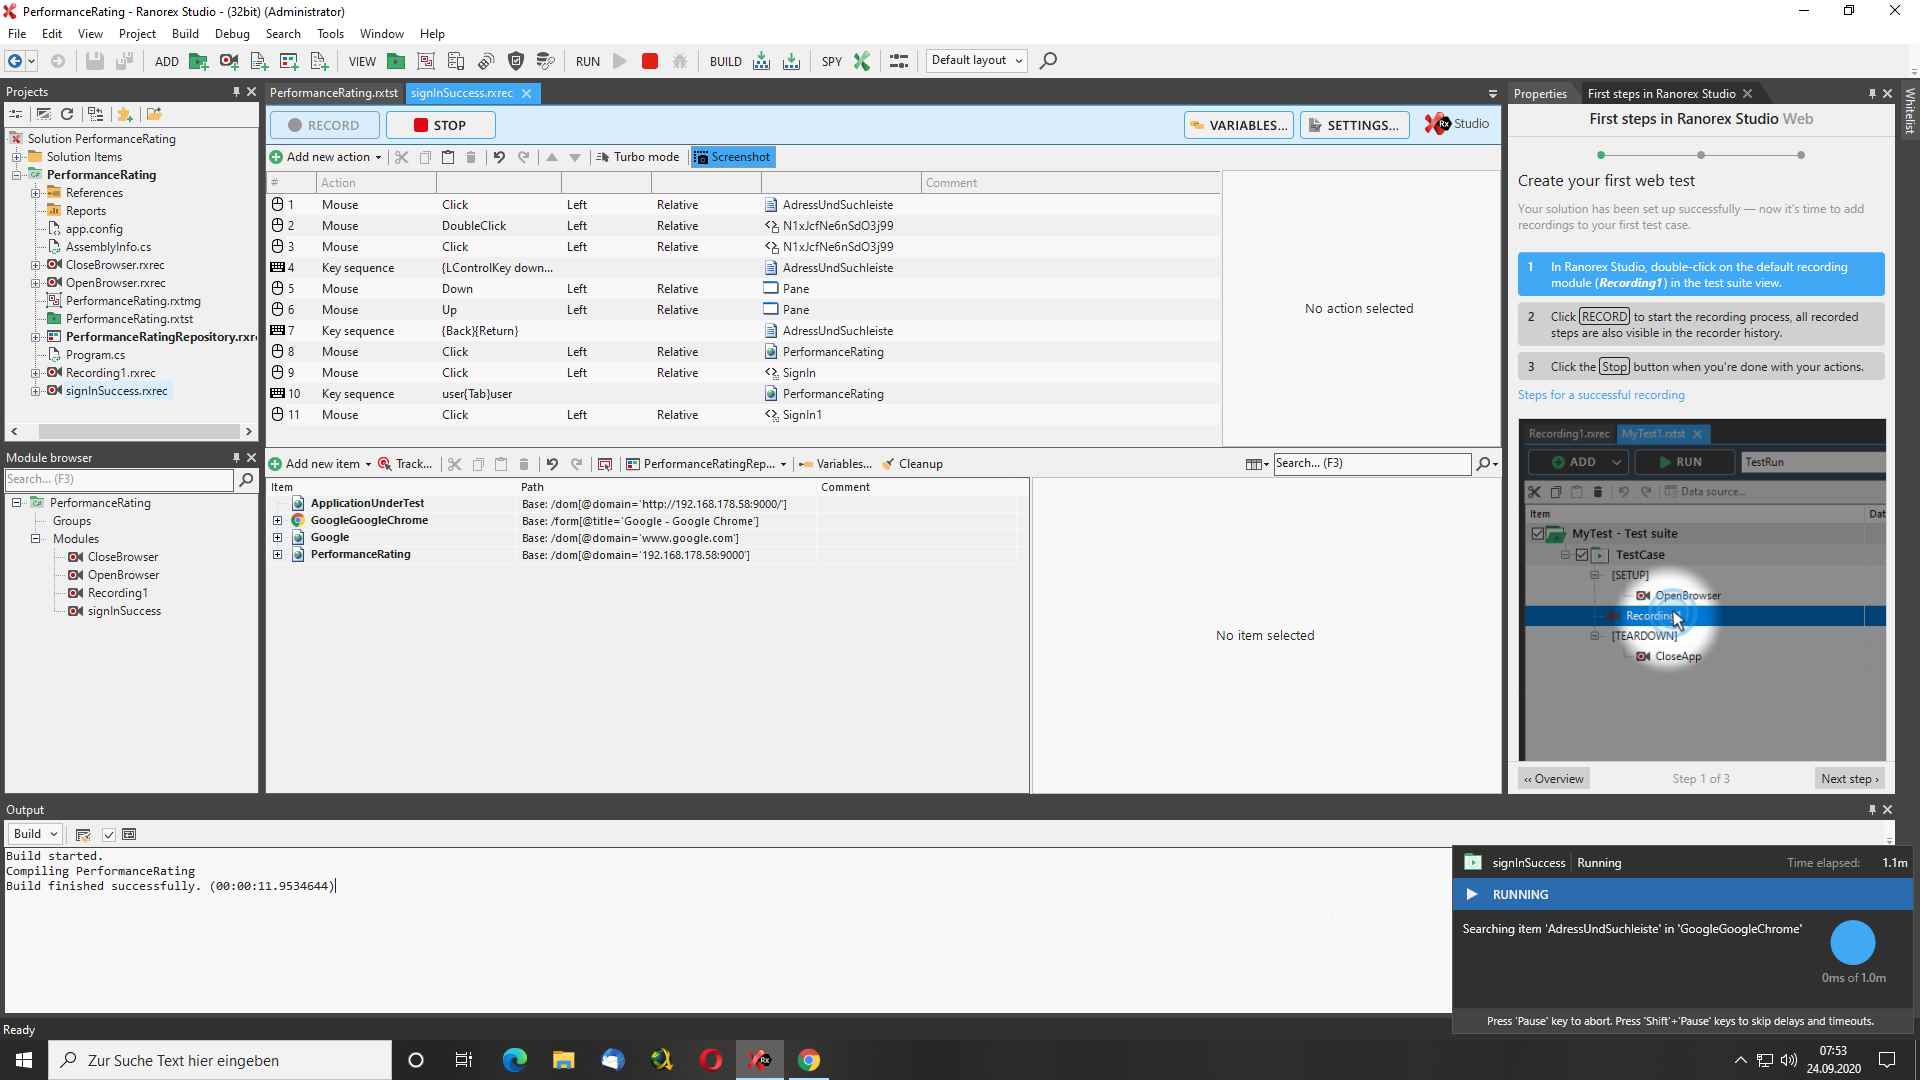 PerformanceRating - Ranorex Studio - (32bit) (Administrator)
File Edit View Project Build Debug Search Tools Window Help
ADD VIEW RUN BUILD SPY Default layout
Projects
Solution PerformanceRating
Solution Items
PerformanceRating
References
Reports
app.config
AssemblyInfo.cs
CloseBrowser.rxrec
OpenBrowser.rxrec
PerformanceRating.rxtmg
PerformanceRating.rxtst
PerformanceRatingRepository.rxr
Program.cs
Recording1.rxrec
signInSuccess.rxrec
Module browser
Search... (F3)
PerformanceRating
Groups
Modules
CloseBrowser
OpenBrowser
Recording1
signInSuccess
PerformanceRating.rxtst signInSuccess.rxrec
RECORD STOP VARIABLES... SETTINGS... Rx Studio
Add new action Turbo mode Screenshot
# Action Comment
1 Mouse Click Left Relative AdressUndSuchleiste
2 Mouse DoubleClick Left Relative N1xJcfNe6nSdO3j99
3 Mouse Click Left Relative N1xJcfNe6nSdO3j99
4 Key sequence {LControlKey down... AdressUndSuchleiste
5 Mouse Down Left Relative Pane
6 Mouse Up Left Relative Pane
7 Key sequence {Back}{Return} AdressUndSuchleiste
8 Mouse Click Left Relative PerformanceRating
9 Mouse Click Left Relative SignIn
10 Key sequence user{Tab}user PerformanceRating
11 Mouse Click Left Relative SignIn1
No action selected
Add new item Track... PerformanceRatingRep... Variables... Cleanup Search... (F3)
Item Path Comment
ApplicationUnderTest Base: /dom[@domain='http://192.168.178.58:9000/']
GoogleGoogleChrome Base: /form[@title='Google - Google Chrome']
Google Base: /dom[@domain='www.google.com']
PerformanceRating Base: /dom[@domain='192.168.178.58:9000']
No item selected
Properties First steps in Ranorex Studio
Whitelist
First steps in Ranorex Studio Web
Create your first web test
Your solution has been set up successfully — now it's time to add
recordings to your first test case.
1 In Ranorex Studio, double-click on the default recording
module (Recording1) in the test suite view.
2 Click RECORD to start the recording process, all recorded
steps are also visible in the recorder history.
3 Click the Stop button when you're done with your actions.
Steps for a successful recording
Recording1.rxrec MyTest1.rxtst
ADD RUN TestRun
Data source...
Item Dat
MyTest - Test suite
TestCase
[SETUP]
OpenBrowser
Recording
[TEARDOWN]
CloseApp
‹‹ Overview Step 1 of 3 Next step ›
Output
Build
Build started.
Compiling PerformanceRating
Build finished successfully. (00:00:11.9534644)
signInSuccess Running Time elapsed: 1.1m
RUNNING
Searching item 'AdressUndSuchleiste' in 'GoogleGoogleChrome'
0ms of 1.0m
Press 'Pause' key to abort. Press 'Shift'+'Pause' keys to skip delays and timeouts.
Ready
Zur Suche Text hier eingeben
Rx
07:53
24.09.2020